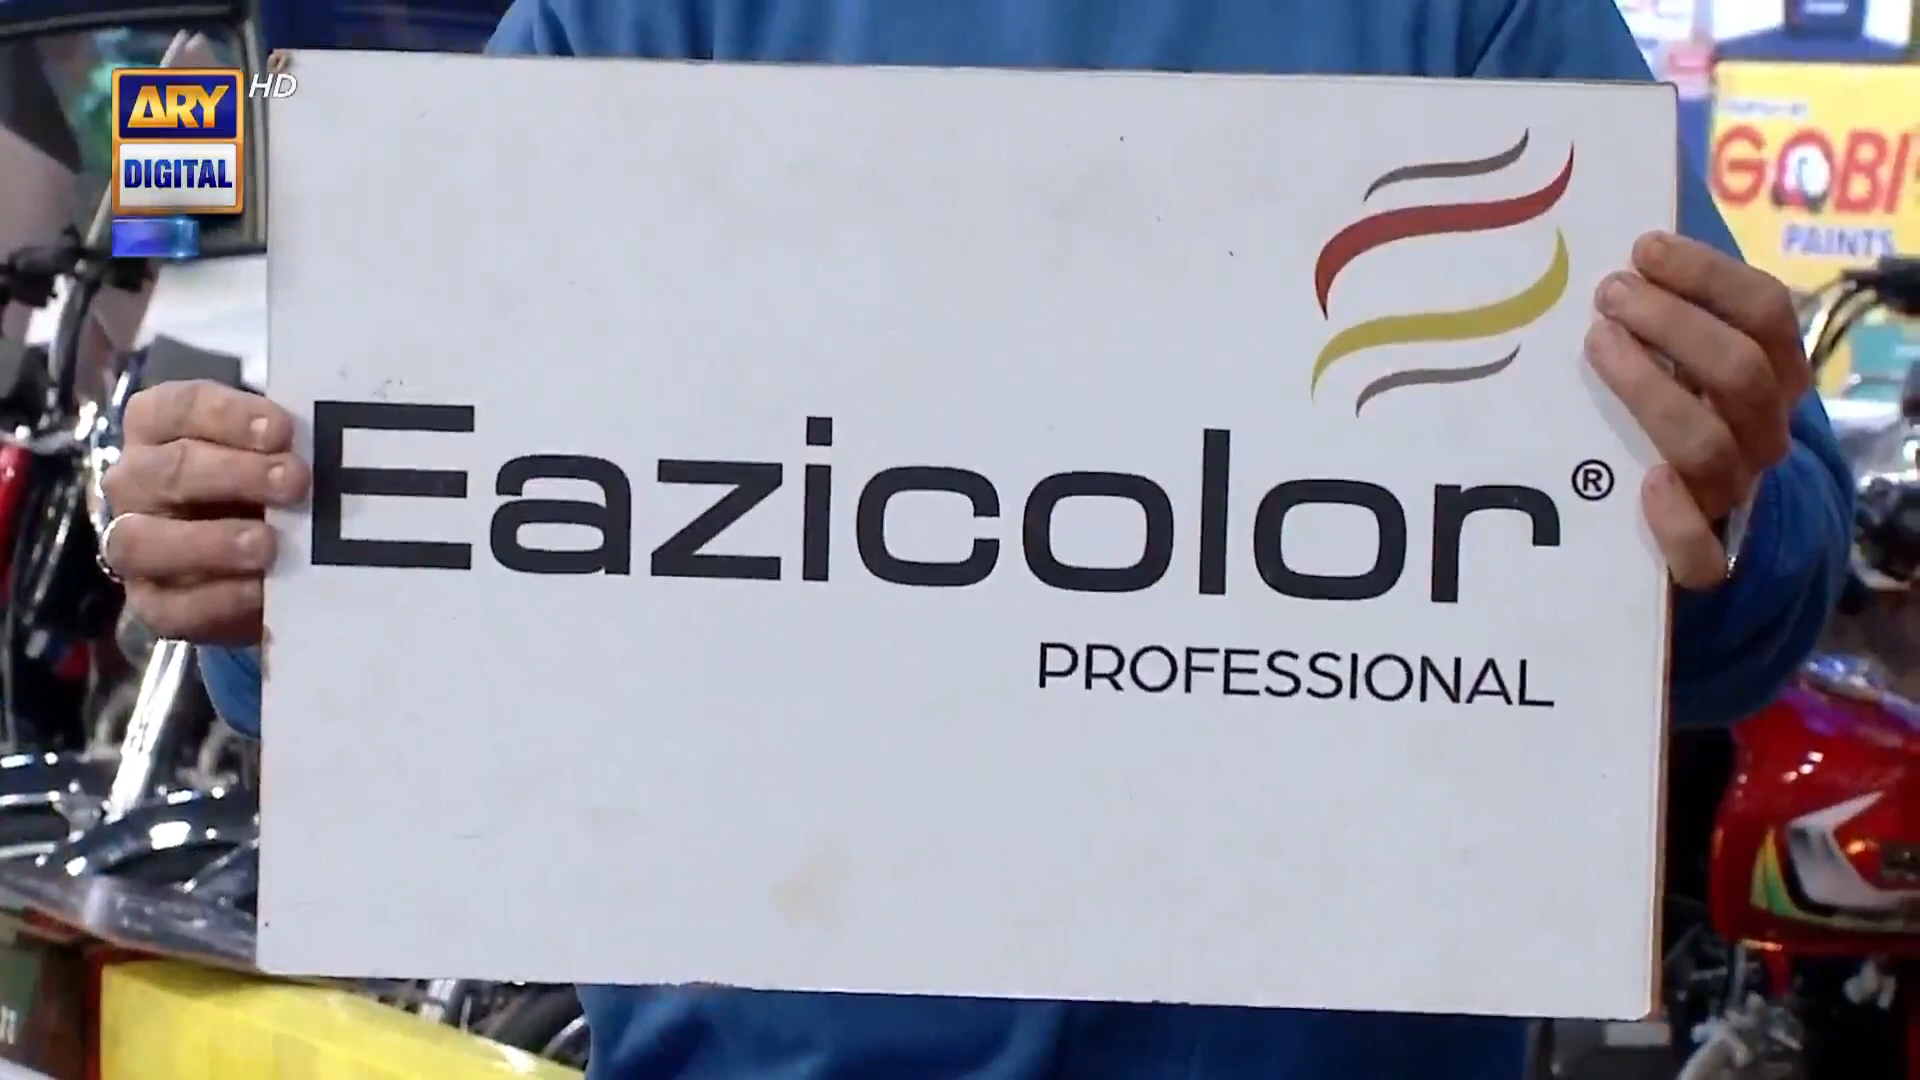 ARY HD
DIGITAL
GOBI'S
PAINTS
Eazicolor®
PROFESSIONAL